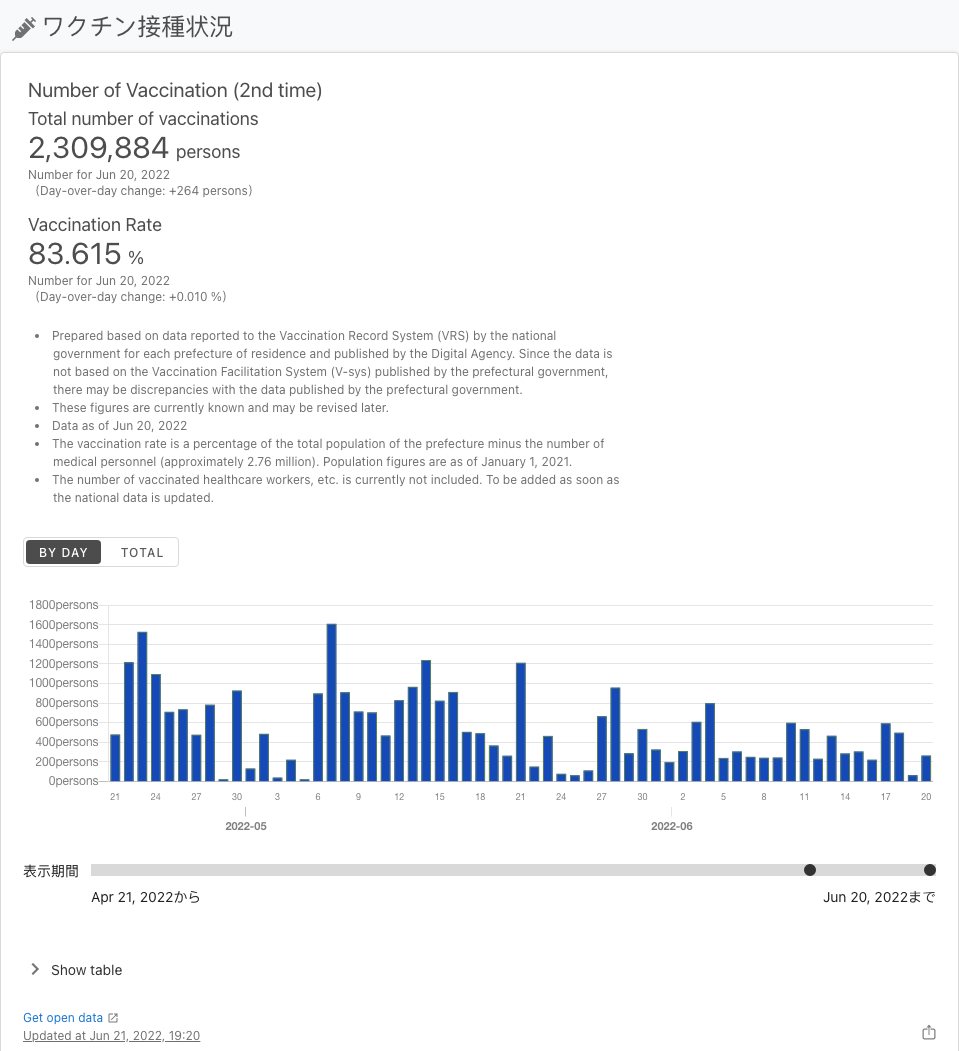 ワクチン接種状況
Number of Vaccination (2nd time)
Total number of vaccinations
2,309,884 persons
Number for Jun 20, 2022
(Day-over-day change: +264 persons)
Vaccination Rate
83.615 %
Number for Jun 20, 2022
(Day-over-day change: +0.010 %)
• Prepared based on data reported to the Vaccination Record System (VRS) by the national
government for each prefecture of residence and published by the Digital Agency. Since the data is
not based on the Vaccination Facilitation System (V-sys) published by the prefectural government,
there may be discrepancies with the data published by the prefectural government.
• These figures are currently known and may be revised later.
• Data as of Jun 20, 2022
• The vaccination rate is a percentage of the total population of the prefecture minus the number of
medical personnel (approximately 2.76 million). Population figures are as of January 1, 2021.
• The number of vaccinated healthcare workers, etc. is currently not included. To be added as soon as
the national data is updated.
BY DAY TOTAL
1800persons
1600persons
1400persons
1200persons
1000persons
800persons
600persons
400persons
200persons
0persons
21 24 27 30 3 6 9 12 15 18 21 24 27 30 2 5 8 11 14 17 20
2022-05 2022-06
表示期間
Apr 21, 2022から Jun 20, 2022まで
Show table
Get open data
Updated at Jun 21, 2022, 19:20